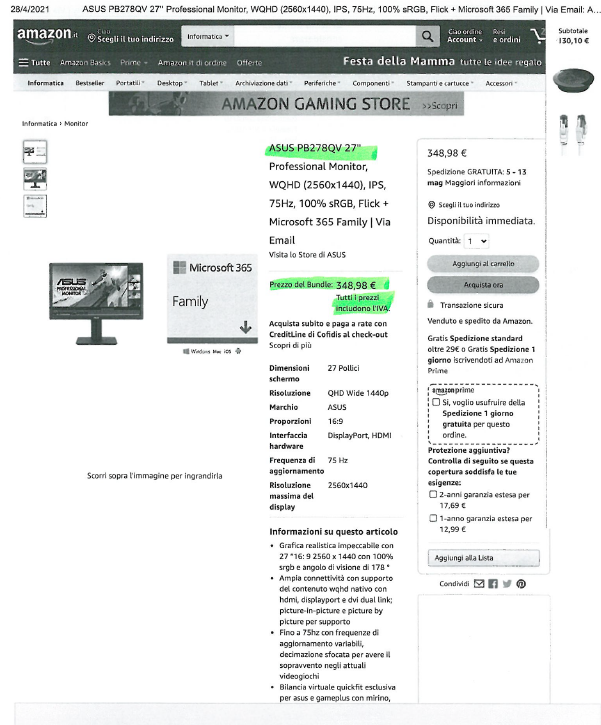 28/4/2021
ASUS PB278QV 27" Professional Monitor, WQHD (2560x1440), IPS, 75Hz, 100% sRGB, Flick + Microsoft 365 Family | Via Email: A...
amazon.it
Ciao
Scegli il tuo indirizzo
Informatica
Ciao ordine
Account
Resi
e ordini
2
Subtotale
130,10 €
Tutte
Amazon Basics
Prime
Amazon it di ordine
Offerte
Festa della Mamma tutte le idee regalo
Informatica
Bestseller
Portatili
Desktop
Tablet
Archiviazione dati
Periferiche
Componenti
Stampanti e cartucce
Accessori
AMAZON GAMING STORE >>Scopri
Informatica › Monitor
ASUS PB278QV 27"
Professional Monitor,
WQHD (2560x1440), IPS,
75Hz, 100% sRGB, Flick +
Microsoft 365 Family | Via
Email
Visita lo Store di ASUS
ASUS
PROFESSIONAL
MONITOR
Microsoft 365
Family
Windows Mac iOS
Scorri sopra l'immagine per ingrandirla
Prezzo del Bundle: 348,98 €
Tutti i prezzi
includono l'IVA.
Acquista subito e paga a rate con
CreditLine di Cofidis al check-out
Scopri di più
Dimensioni schermo 27 Pollici
Risoluzione QHD Wide 1440p
Marchio ASUS
Proporzioni 16:9
Interfaccia hardware DisplayPort, HDMI
Frequenza di aggiornamento 75 Hz
Risoluzione massima del display 2560x1440
Informazioni su questo articolo
• Grafica realistica impeccabile con
27 "16: 9 2560 x 1440 con 100%
srgb e angolo di visione di 178 °
• Ampia connettività con supporto
del contenuto wqhd nativo con
hdmi, displayport e dvi dual link;
picture-in-picture e picture by
picture per supporto
• Fino a 75hz con frequenze di
aggiornamento variabili,
decimazione sfocata per avere il
sopravvento negli attuali
videogiochi
• Bilancia virtuale quickfit esclusiva
per asus e gameplus con mirino,
348,98 €
Spedizione GRATUITA: 5 - 13
mag Maggiori informazioni
Scegli il tuo indirizzo
Disponibilità immediata.
Quantità: 1
Aggiungi al carrello
Acquista ora
Transazione sicura
Venduto e spedito da Amazon.
Gratis Spedizione standard
oltre 29€ o Gratis Spedizione 1
giorno iscrivendoti ad Amazon
Prime
amazonprime
Sì, voglio usufruire della
Spedizione 1 giorno
gratuita per questo
ordine.
Protezione aggiuntiva?
Controlla di seguito se questa
copertura soddisfa le tue
esigenze:
2-anni garanzia estesa per
17,69 €
1-anno garanzia estesa per
12,99 €
Aggiungi alla Lista
Condividi